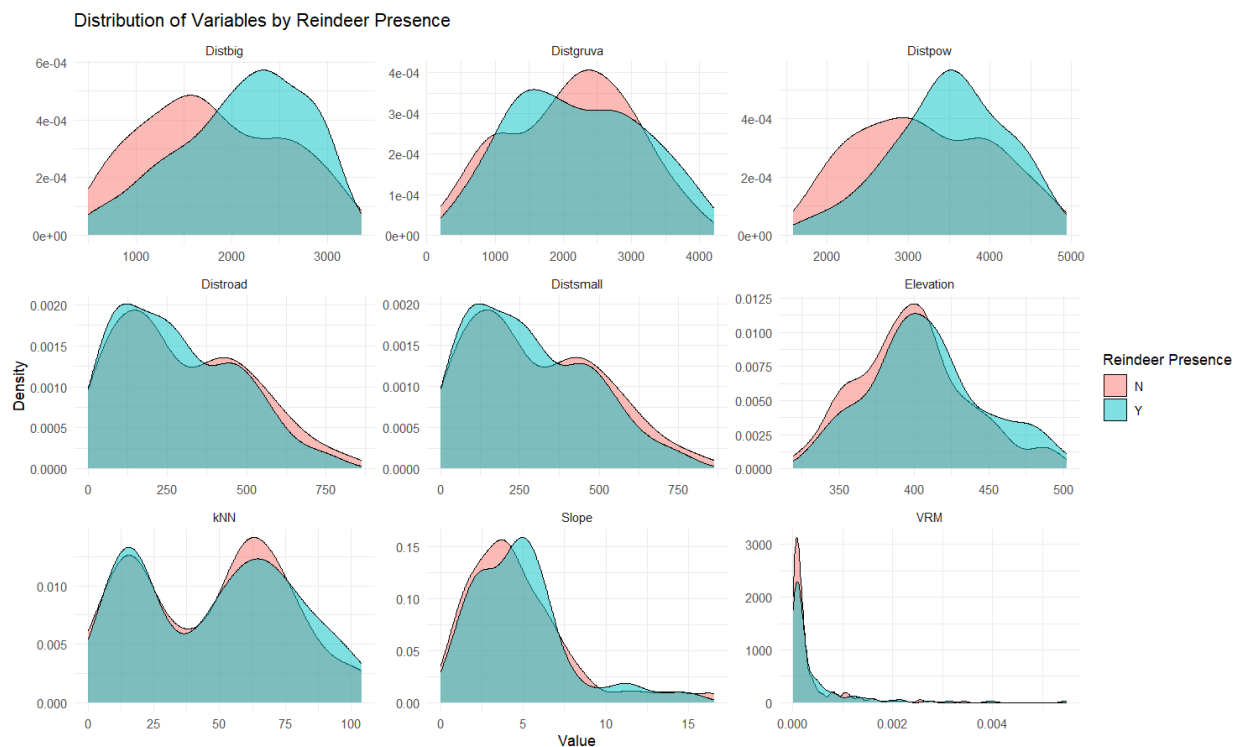 Distribution of Variables by Reindeer Presence
Distbig
Distgruva
Distpow
6e-04
4e-04
2e-04
0e+00
1000 2000 3000
4e-04
3e-04
2e-04
1e-04
0e+00
0 1000 2000 3000 4000
4e-04
2e-04
0e+00
2000 3000 4000 5000
Distroad
Distsmall
Elevation
0.0020
0.0015
0.0010
0.0005
0.0000
0 250 500 750
0.0020
0.0015
0.0010
0.0005
0.0000
0 250 500 750
0.0125
0.0100
0.0075
0.0050
0.0025
0.0000
350 400 450 500
kNN
Slope
VRM
0.010
0.005
0.000
0 25 50 75 100
0.15
0.10
0.05
0.00
0 5 10 15
3000
2000
1000
0
0.000 0.002 0.004
Density
Value
Reindeer Presence
N
Y